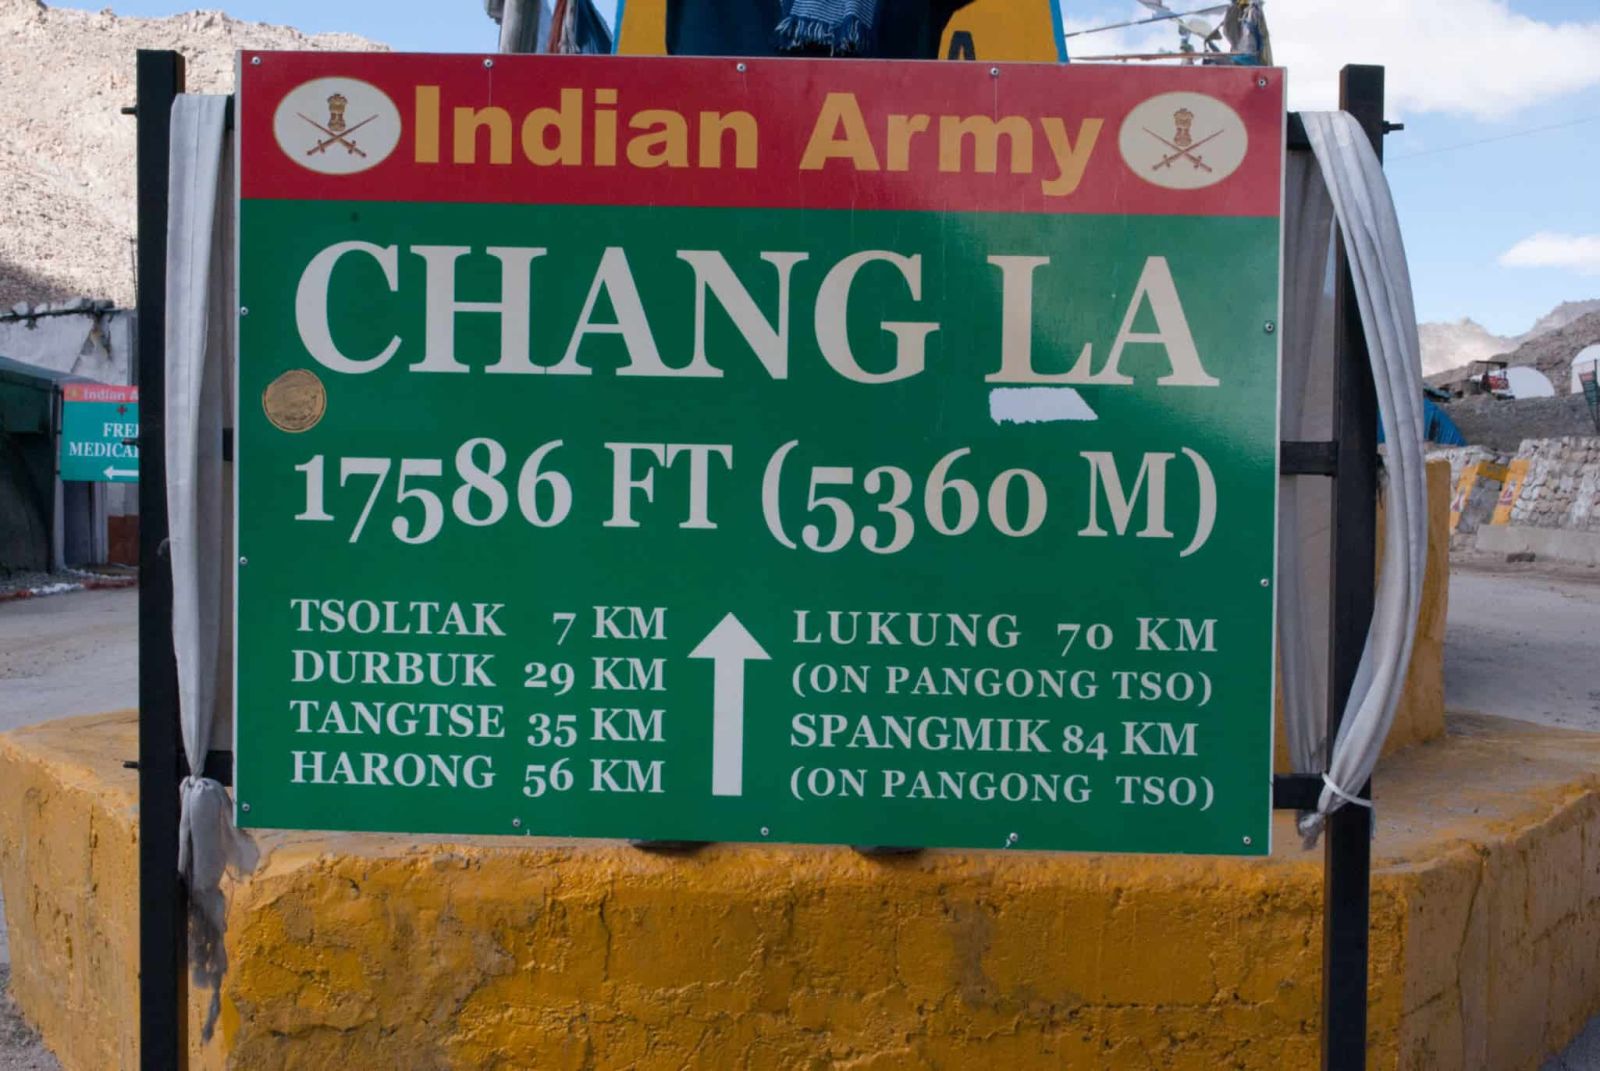 Indian Army
CHANG LA
17586 FT (5360 M)
TSOLTAK 7 KM
DURBUK 29 KM
TANGTSE 35 KM
HARONG 56 KM
LUKUNG 70 KM
(ON PANGONG TSO)
SPANGMIK 84 KM
(ON PANGONG TSO)
Indian
A